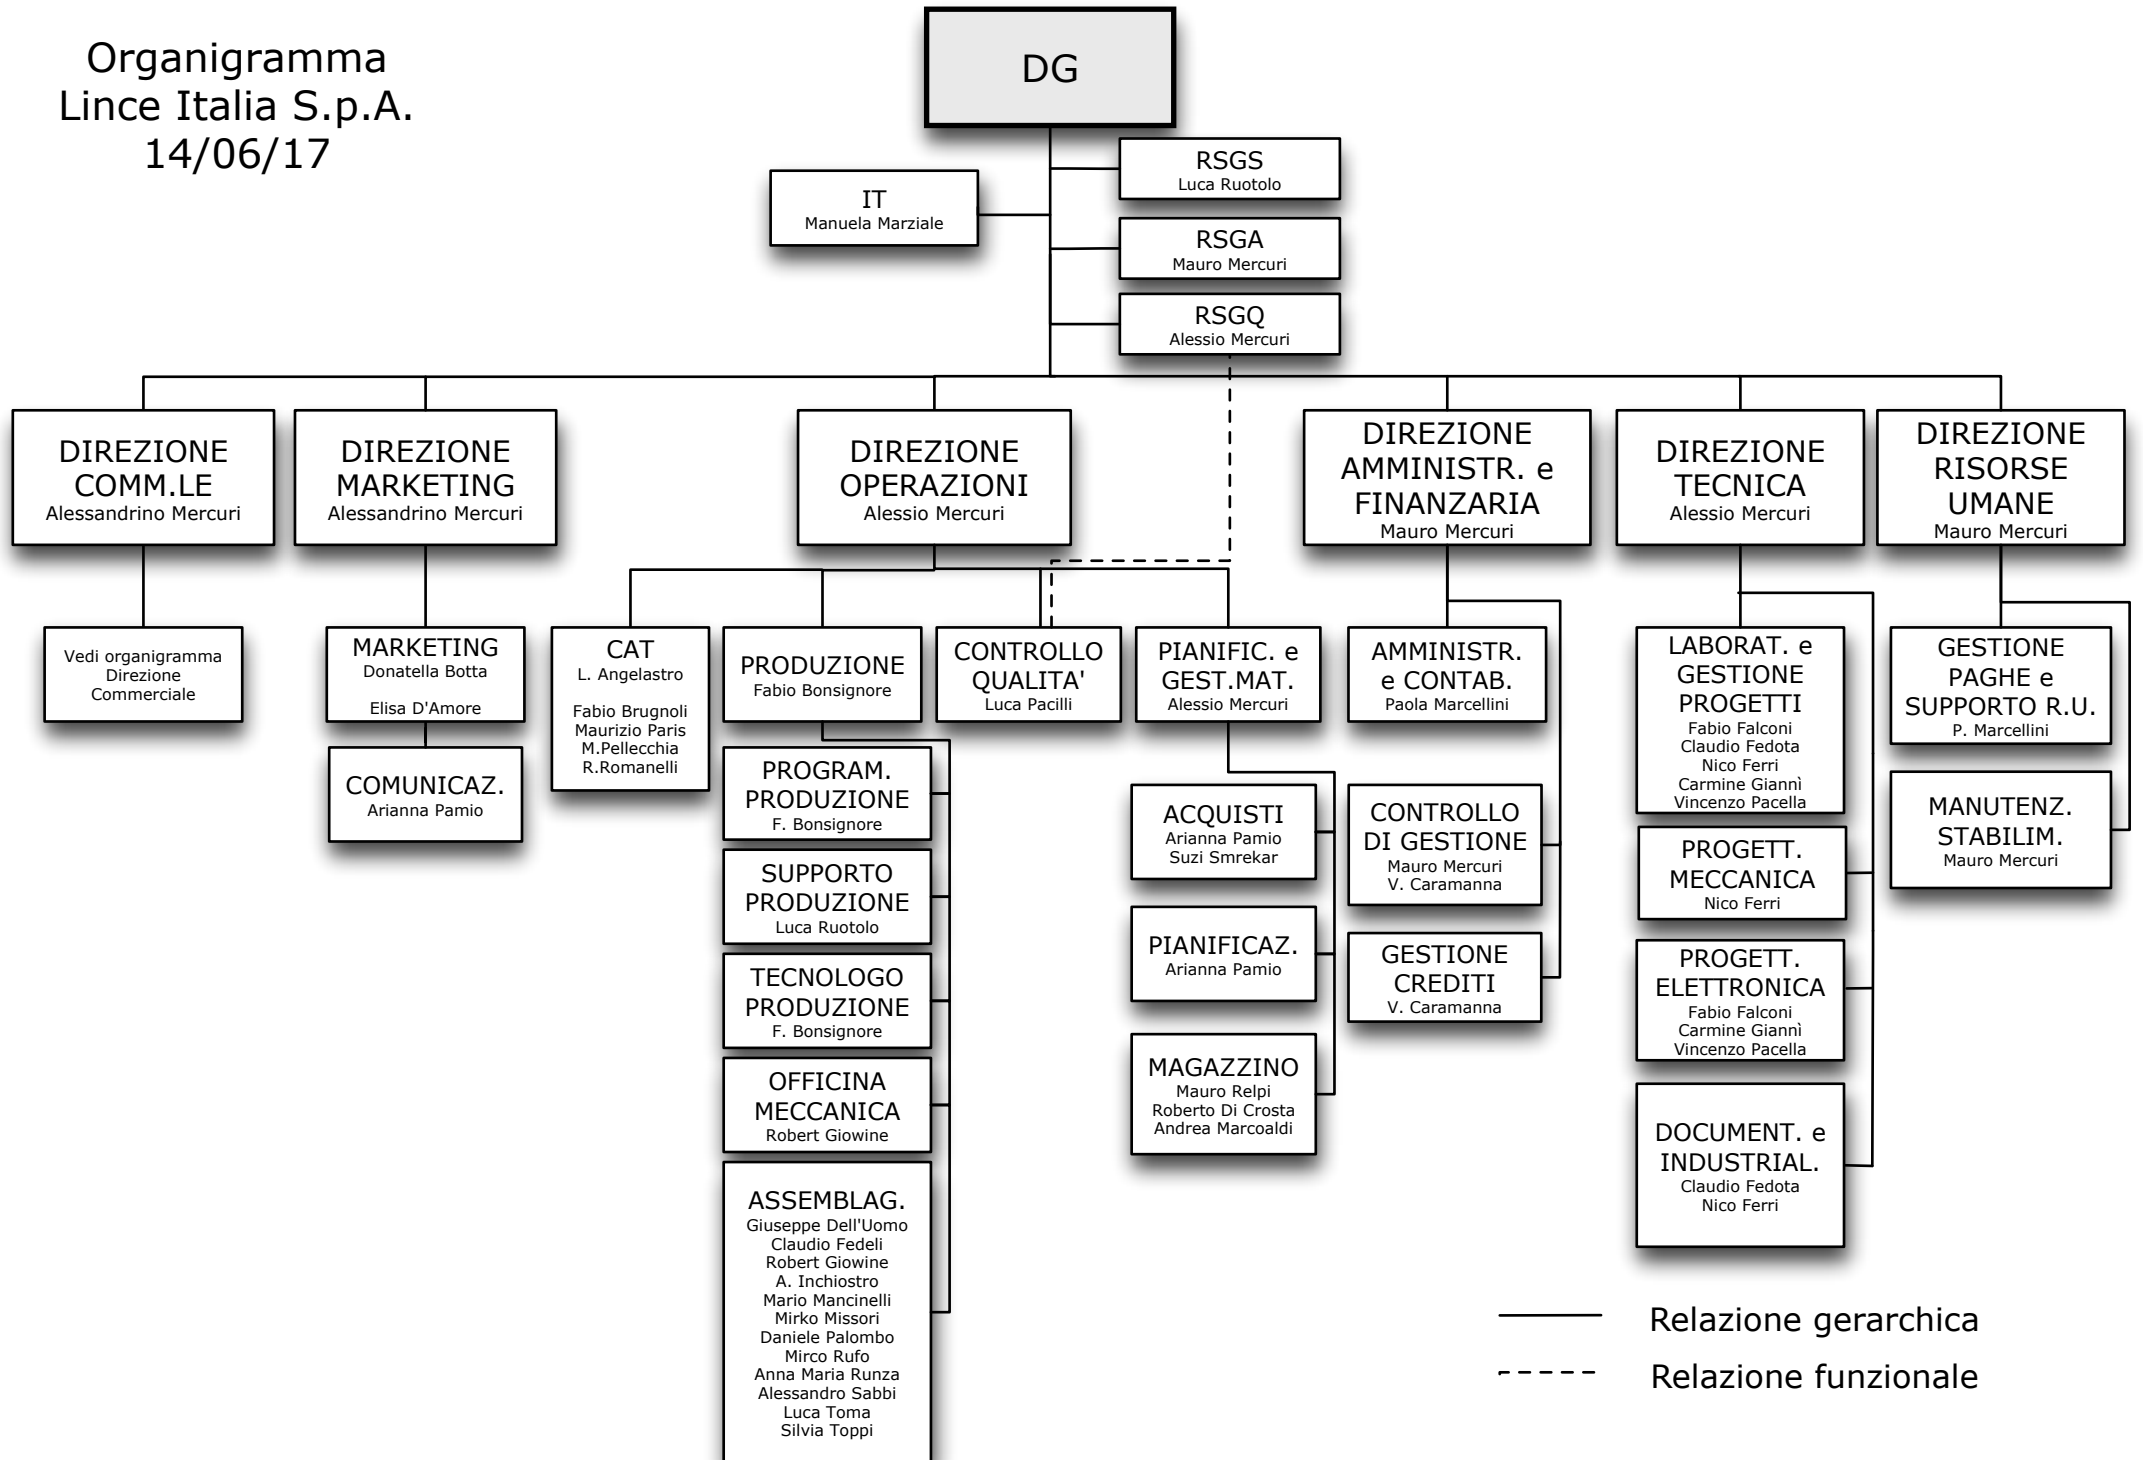 Organigramma
Lince Italia S.p.A.
14/06/17
DG
RSGS
Luca Ruotolo
IT
Manuela Marziale
RSGA
Mauro Mercuri
RSGQ
Alessio Mercuri
DIREZIONE
COMM.LE
Alessandrino Mercuri
DIREZIONE
MARKETING
Alessandrino Mercuri
DIREZIONE
OPERAZIONI
Alessio Mercuri
DIREZIONE
AMMINISTR. e
FINANZARIA
Mauro Mercuri
DIREZIONE
TECNICA
Alessio Mercuri
DIREZIONE
RISORSE
UMANE
Mauro Mercuri
Vedi organigramma
Direzione
Commerciale
MARKETING
Donatella Botta
Elisa D'Amore
COMUNICAZ.
Arianna Pamio
CAT
L. Angelastro
Fabio Brugnoli
Maurizio Paris
M.Pellecchia
R.Romanelli
PRODUZIONE
Fabio Bonsignore
PROGRAM.
PRODUZIONE
F. Bonsignore
SUPPORTO
PRODUZIONE
Luca Ruotolo
TECNOLOGO
PRODUZIONE
F. Bonsignore
OFFICINA
MECCANICA
Robert Giowine
ASSEMBLAG.
Giuseppe Dell'Uomo
Claudio Fedeli
Robert Giowine
A. Inchiostro
Mario Mancinelli
Mirko Missori
Daniele Palombo
Mirco Rufo
Anna Maria Runza
Alessandro Sabbi
Luca Toma
Silvia Toppi
CONTROLLO
QUALITA'
Luca Pacilli
PIANIFIC. e
GEST.MAT.
Alessio Mercuri
ACQUISTI
Arianna Pamio
Suzi Smrekar
PIANIFICAZ.
Arianna Pamio
MAGAZZINO
Mauro Relpi
Roberto Di Crosta
Andrea Marcoaldi
AMMINISTR.
e CONTAB.
Paola Marcellini
CONTROLLO
DI GESTIONE
Mauro Mercuri
V. Caramanna
GESTIONE
CREDITI
V. Caramanna
LABORAT. e
GESTIONE
PROGETTI
Fabio Falconi
Claudio Fedota
Nico Ferri
Carmine Giannì
Vincenzo Pacella
PROGETT.
MECCANICA
Nico Ferri
PROGETT.
ELETTRONICA
Fabio Falconi
Carmine Giannì
Vincenzo Pacella
DOCUMENT. e
INDUSTRIAL.
Claudio Fedota
Nico Ferri
GESTIONE
PAGHE e
SUPPORTO R.U.
P. Marcellini
MANUTENZ.
STABILIM.
Mauro Mercuri
Relazione gerarchica
Relazione funzionale